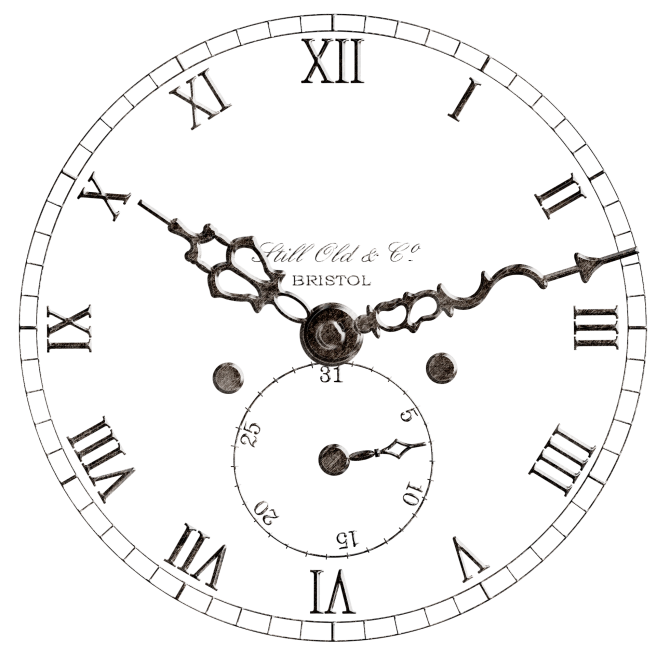 XII
I
II
III
IIII
V
VI
VII
VIII
IX
X
XI
Still Old & Cº.
BRISTOL
31
5
10
15
20
25